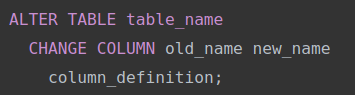 ALTER TABLE table_name
CHANGE COLUMN old_name new_name
column_definition;